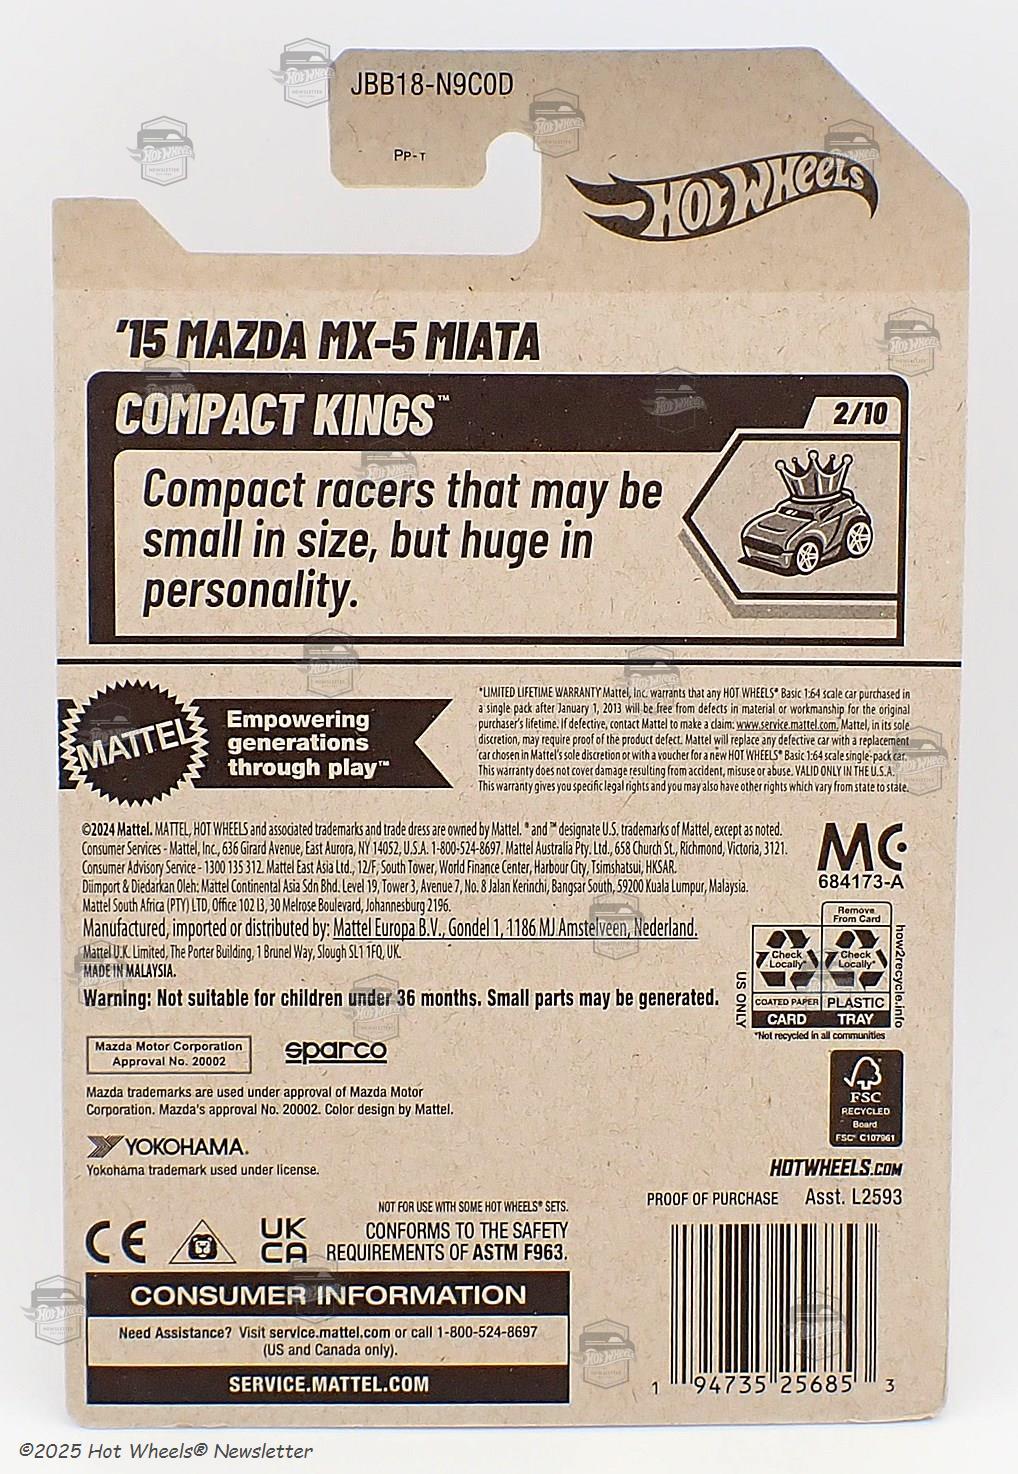 JBB18-N9C0D
PP-T
HOT WHEELS
'15 MAZDA MX-5 MIATA
COMPACT KINGS™
2/10
Compact racers that may be
small in size, but huge in
personality.
MATTEL
Empowering
generations
through play™
*LIMITED LIFETIME WARRANTY Mattel, Inc. warrants that any HOT WHEELS® Basic 1:64 scale car purchased in
a single pack after January 1, 2013 will be free from defects in material or workmanship for the original
purchaser's lifetime. If defective, contact Mattel to make a claim: www.service.mattel.com. Mattel, in its sole
discretion, may require proof of the product defect. Mattel will replace any defective car with a replacement
car chosen in Mattel's sole discretion or with a voucher for a new HOT WHEELS® Basic 1:64 scale single-pack car.
This warranty does not cover damage resulting from accident, misuse or abuse. VALID ONLY IN THE U.S.A.
This warranty gives you specific legal rights and you may also have other rights which vary from state to state.
©2024 Mattel. MATTEL, HOT WHEELS and associated trademarks and trade dress are owned by Mattel. ® and ™ designate U.S. trademarks of Mattel, except as noted.
Consumer Services - Mattel, Inc., 636 Girard Avenue, East Aurora, NY 14052, U.S.A. 1-800-524-8697. Mattel Australia Pty. Ltd., 658 Church St., Richmond, Victoria, 3121.
Consumer Advisory Service - 1300 135 312. Mattel East Asia Ltd., 12/F, South Tower, World Finance Center, Harbour City, Tsimshatsui, HKSAR.
Diimport & Diedarkan Oleh: Mattel Continental Asia Sdn Bhd. Level 19, Tower 3, Avenue 7, No. 8 Jalan Kerinchi, Bangsar South, 59200 Kuala Lumpur, Malaysia.
Mattel South Africa (PTY) LTD, Office 102 I3, 30 Melrose Boulevard, Johannesburg 2196.
Manufactured, imported or distributed by: Mattel Europa B.V., Gondel 1, 1186 MJ Amstelveen, Nederland.
Mattel U.K. Limited, The Porter Building, 1 Brunel Way, Slough SL1 1FQ, UK.
MADE IN MALAYSIA.
Warning: Not suitable for children under 36 months. Small parts may be generated.
MC
684173-A
Remove
From Card
Check
Locally*
Check
Locally*
COATED PAPER
PLASTIC
CARD
TRAY
US ONLY
how2recycle.info
*Not recycled in all communities
Mazda Motor Corporation
Approval No. 20002
sparco
Mazda trademarks are used under approval of Mazda Motor
Corporation. Mazda's approval No. 20002. Color design by Mattel.
YOKOHAMA.
Yokohama trademark used under license.
FSC
RECYCLED
Board
FSC® C107961
HOTWHEELS.COM
PROOF OF PURCHASE Asst. L2593
NOT FOR USE WITH SOME HOT WHEELS® SETS.
CE
UK
CA
CONFORMS TO THE SAFETY
REQUIREMENTS OF ASTM F963.
CONSUMER INFORMATION
Need Assistance? Visit service.mattel.com or call 1-800-524-8697
(US and Canada only).
SERVICE.MATTEL.COM
1 94735 25685 3
©2025 Hot Wheels® Newsletter